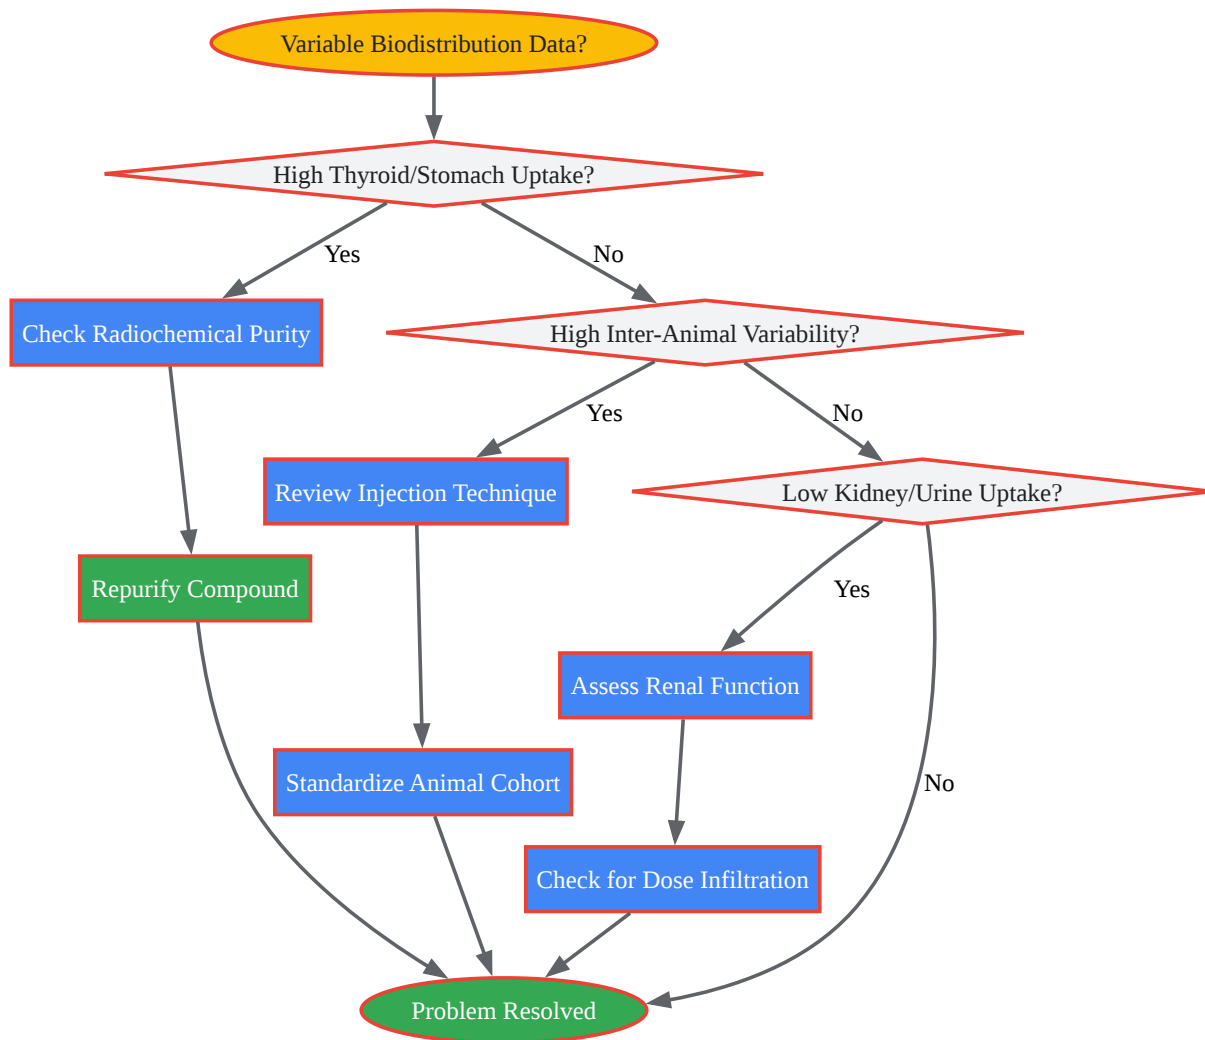 Variable Biodistribution Data?
High Thyroid/Stomach Uptake?
Yes
No
Check Radiochemical Purity
High Inter-Animal Variability?
Yes
No
Review Injection Technique
Low Kidney/Urine Uptake?
Repurify Compound
Yes
Assess Renal Function
Standardize Animal Cohort
No
Check for Dose Infiltration
Problem Resolved